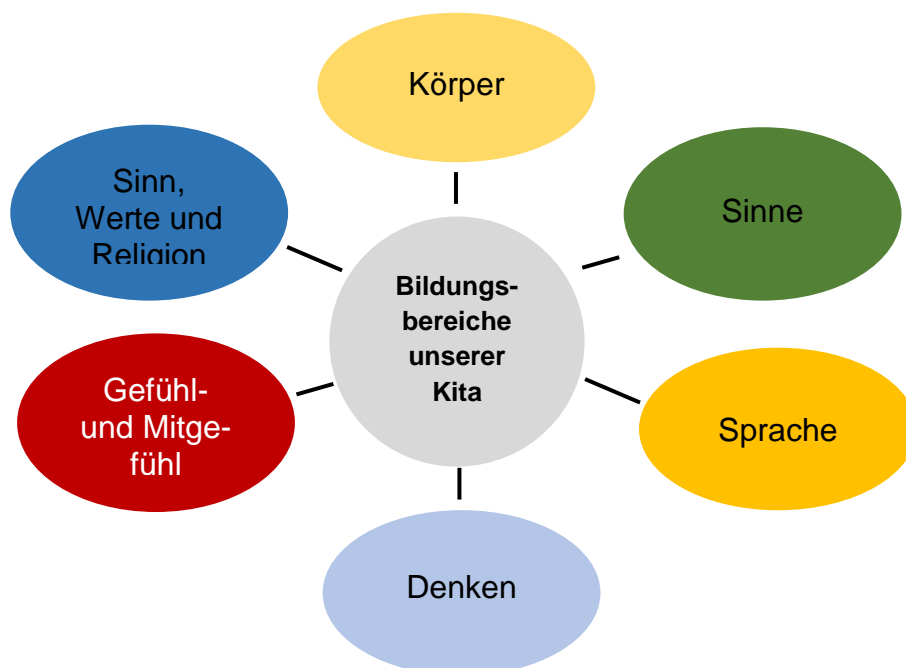 Körper
Sinn,
Werte und
Religion
Sinne
Bildungs-
bereiche
unserer
Kita
Gefühl-
und Mitge-
fühl
Sprache
Denken